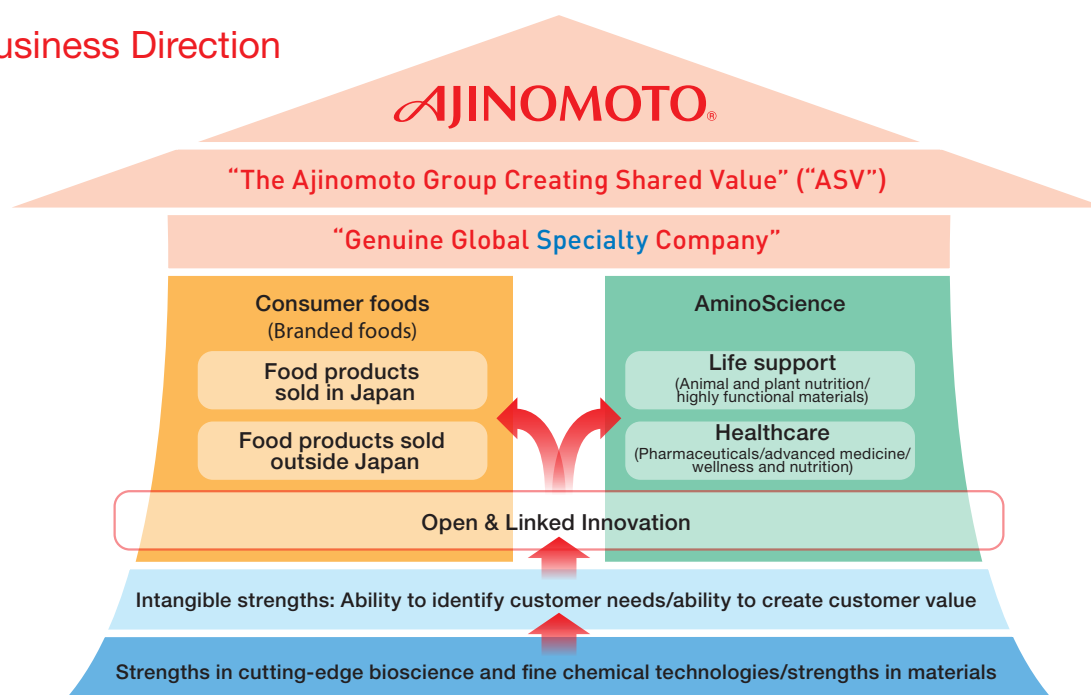 usiness Direction
AJINOMOTO®
“The Ajinomoto Group Creating Shared Value” (“ASV”)
“Genuine Global Specialty Company”
Consumer foods
(Branded foods)
Food products
sold in Japan
Food products sold
outside Japan
AminoScience
Life support
(Animal and plant nutrition/
highly functional materials)
Healthcare
(Pharmaceuticals/advanced medicine/
wellness and nutrition)
Open & Linked Innovation
Intangible strengths: Ability to identify customer needs/ability to create customer value
Strengths in cutting-edge bioscience and fine chemical technologies/strengths in materials